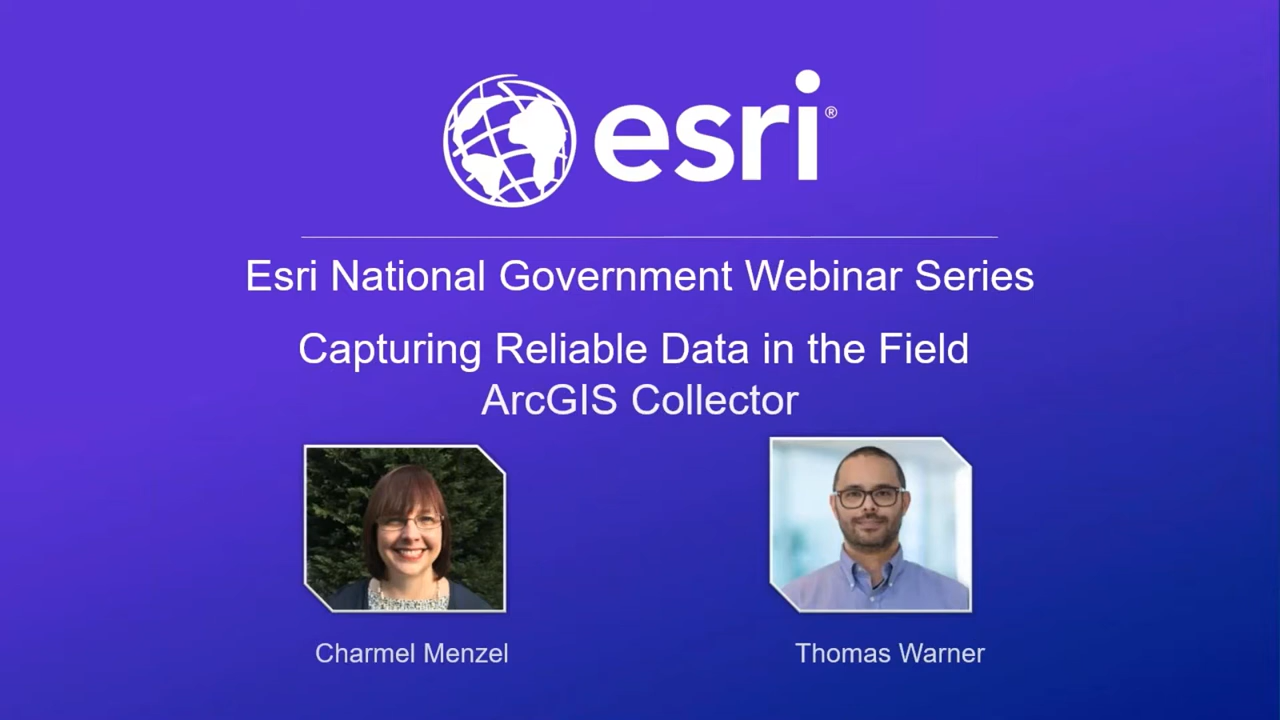 esri®
Esri National Government Webinar Series
Capturing Reliable Data in the Field
ArcGIS Collector
Charmel Menzel
Thomas Warner